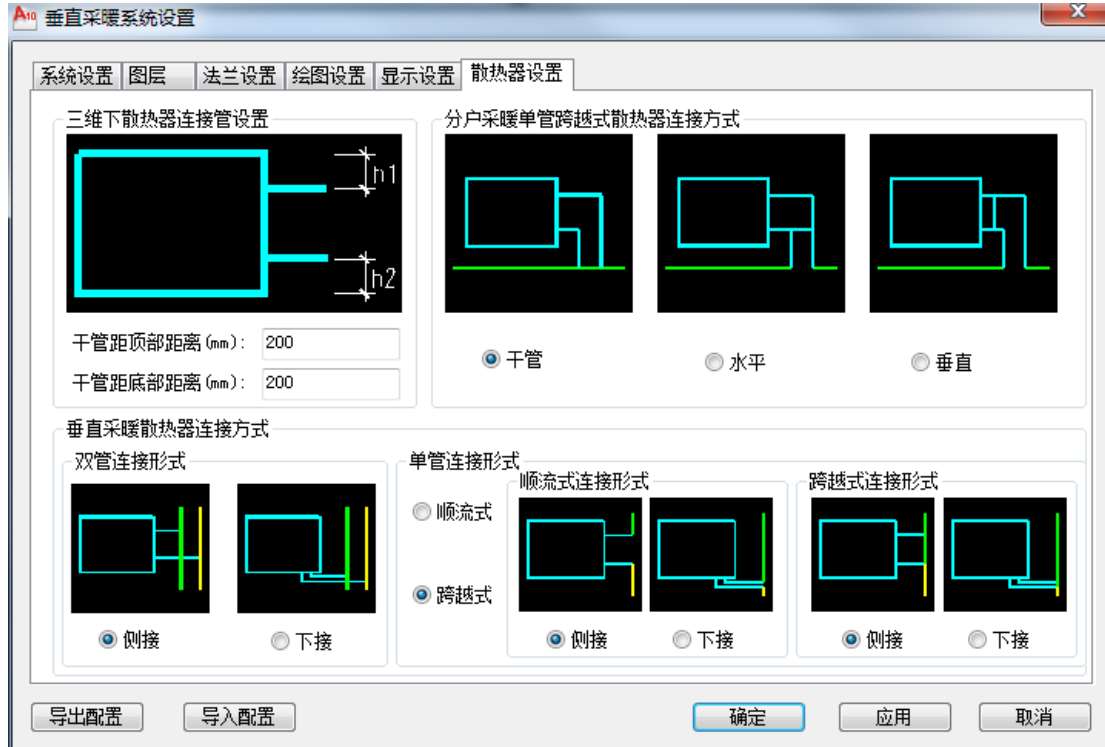 A10 垂直采暖系统设置
系统设置 图层 法兰设置 绘图设置 显示设置 散热器设置
三维下散热器连接管设置
h1
h2
干管距顶部距离(mm): 200
干管距底部距离(mm): 200
分户采暖单管跨越式散热器连接方式
干管 水平 垂直
垂直采暖散热器连接方式
双管连接形式
侧接 下接
单管连接形式
顺流式
跨越式
顺流式连接形式
侧接 下接
跨越式连接形式
侧接 下接
导出配置 导入配置 确定 应用 取消